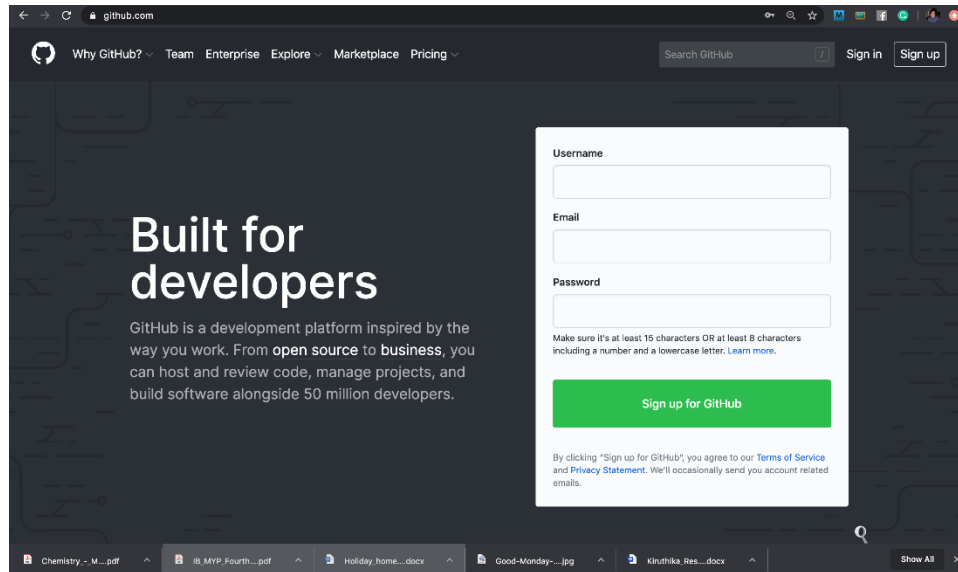 github.com
Why GitHub? Team Enterprise Explore Marketplace Pricing Search GitHub / Sign in Sign up
Built for
developers
GitHub is a development platform inspired by the
way you work. From open source to business, you
can host and review code, manage projects, and
build software alongside 50 million developers.
Username
Email
Password
Make sure it's at least 15 characters OR at least 8 characters
including a number and a lowercase letter. Learn more.
Sign up for GitHub
By clicking "Sign up for GitHub", you agree to our Terms of Service
and Privacy Statement. We'll occasionally send you account related
emails.
Chemistry_-_M....pdf IB_MYP_Fourth....pdf Holiday_home....docx Good-Monday-....jpg Kiruthika_Res....docx Show All